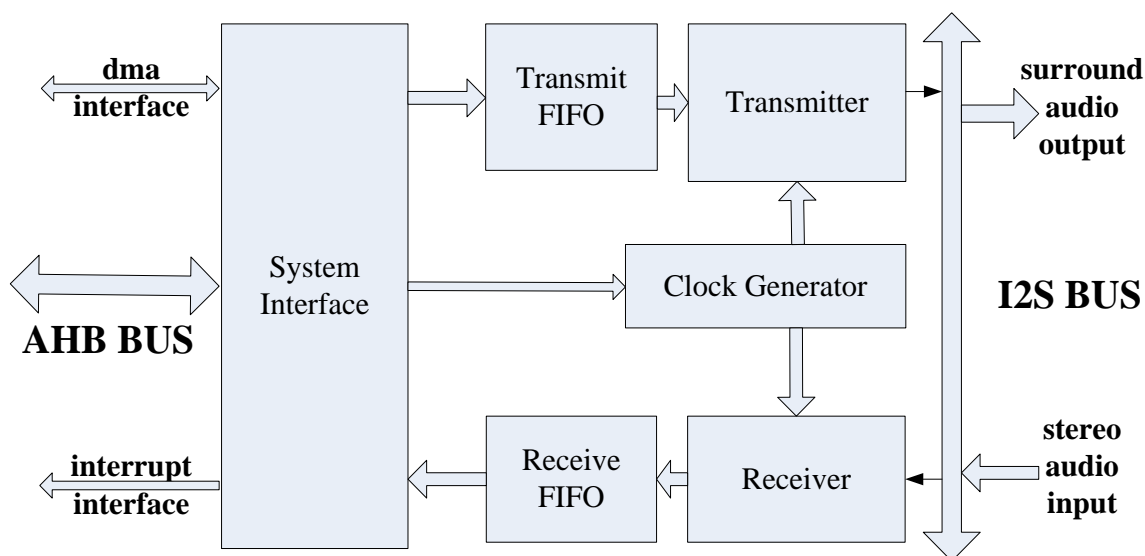 dma
interface
Transmit
FIFO
Transmitter
surround
audio
output
System
Interface
Clock Generator
AHB BUS
I2S BUS
interrupt
interface
Receive
FIFO
Receiver
stereo
audio
input